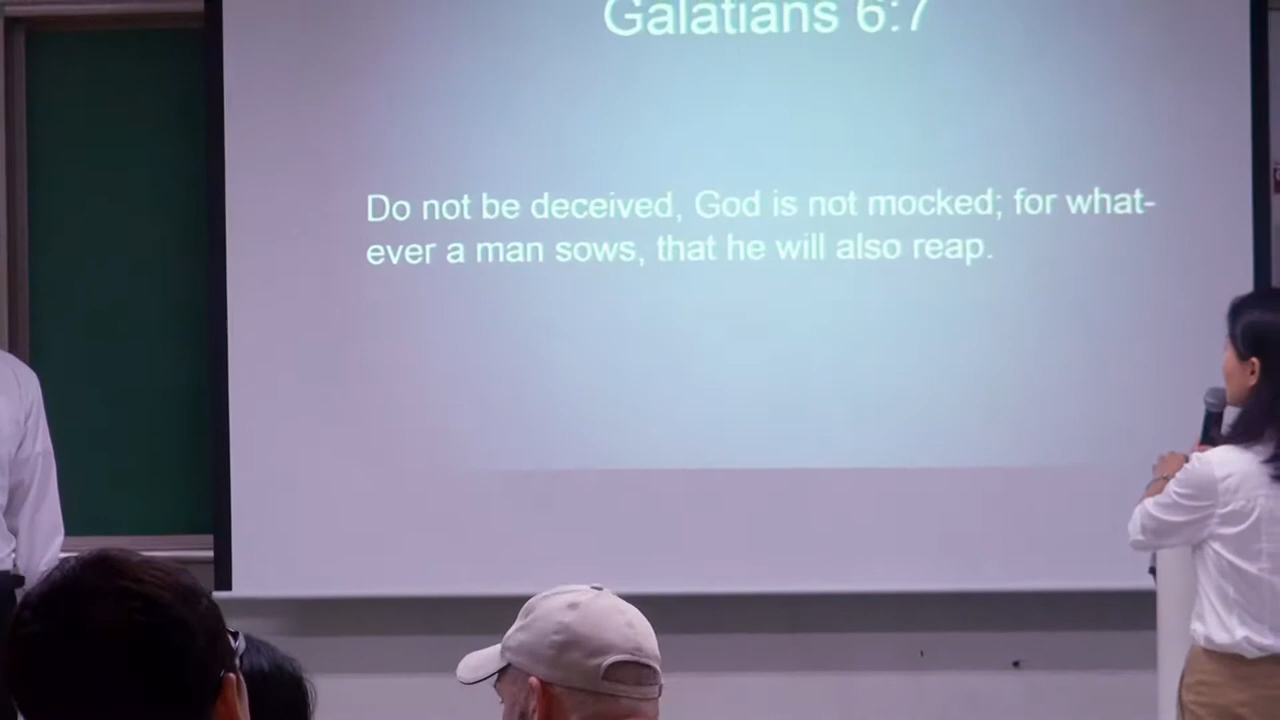 Galatians 6:7
Do not be deceived, God is not mocked; for what-
ever a man sows, that he will also reap.